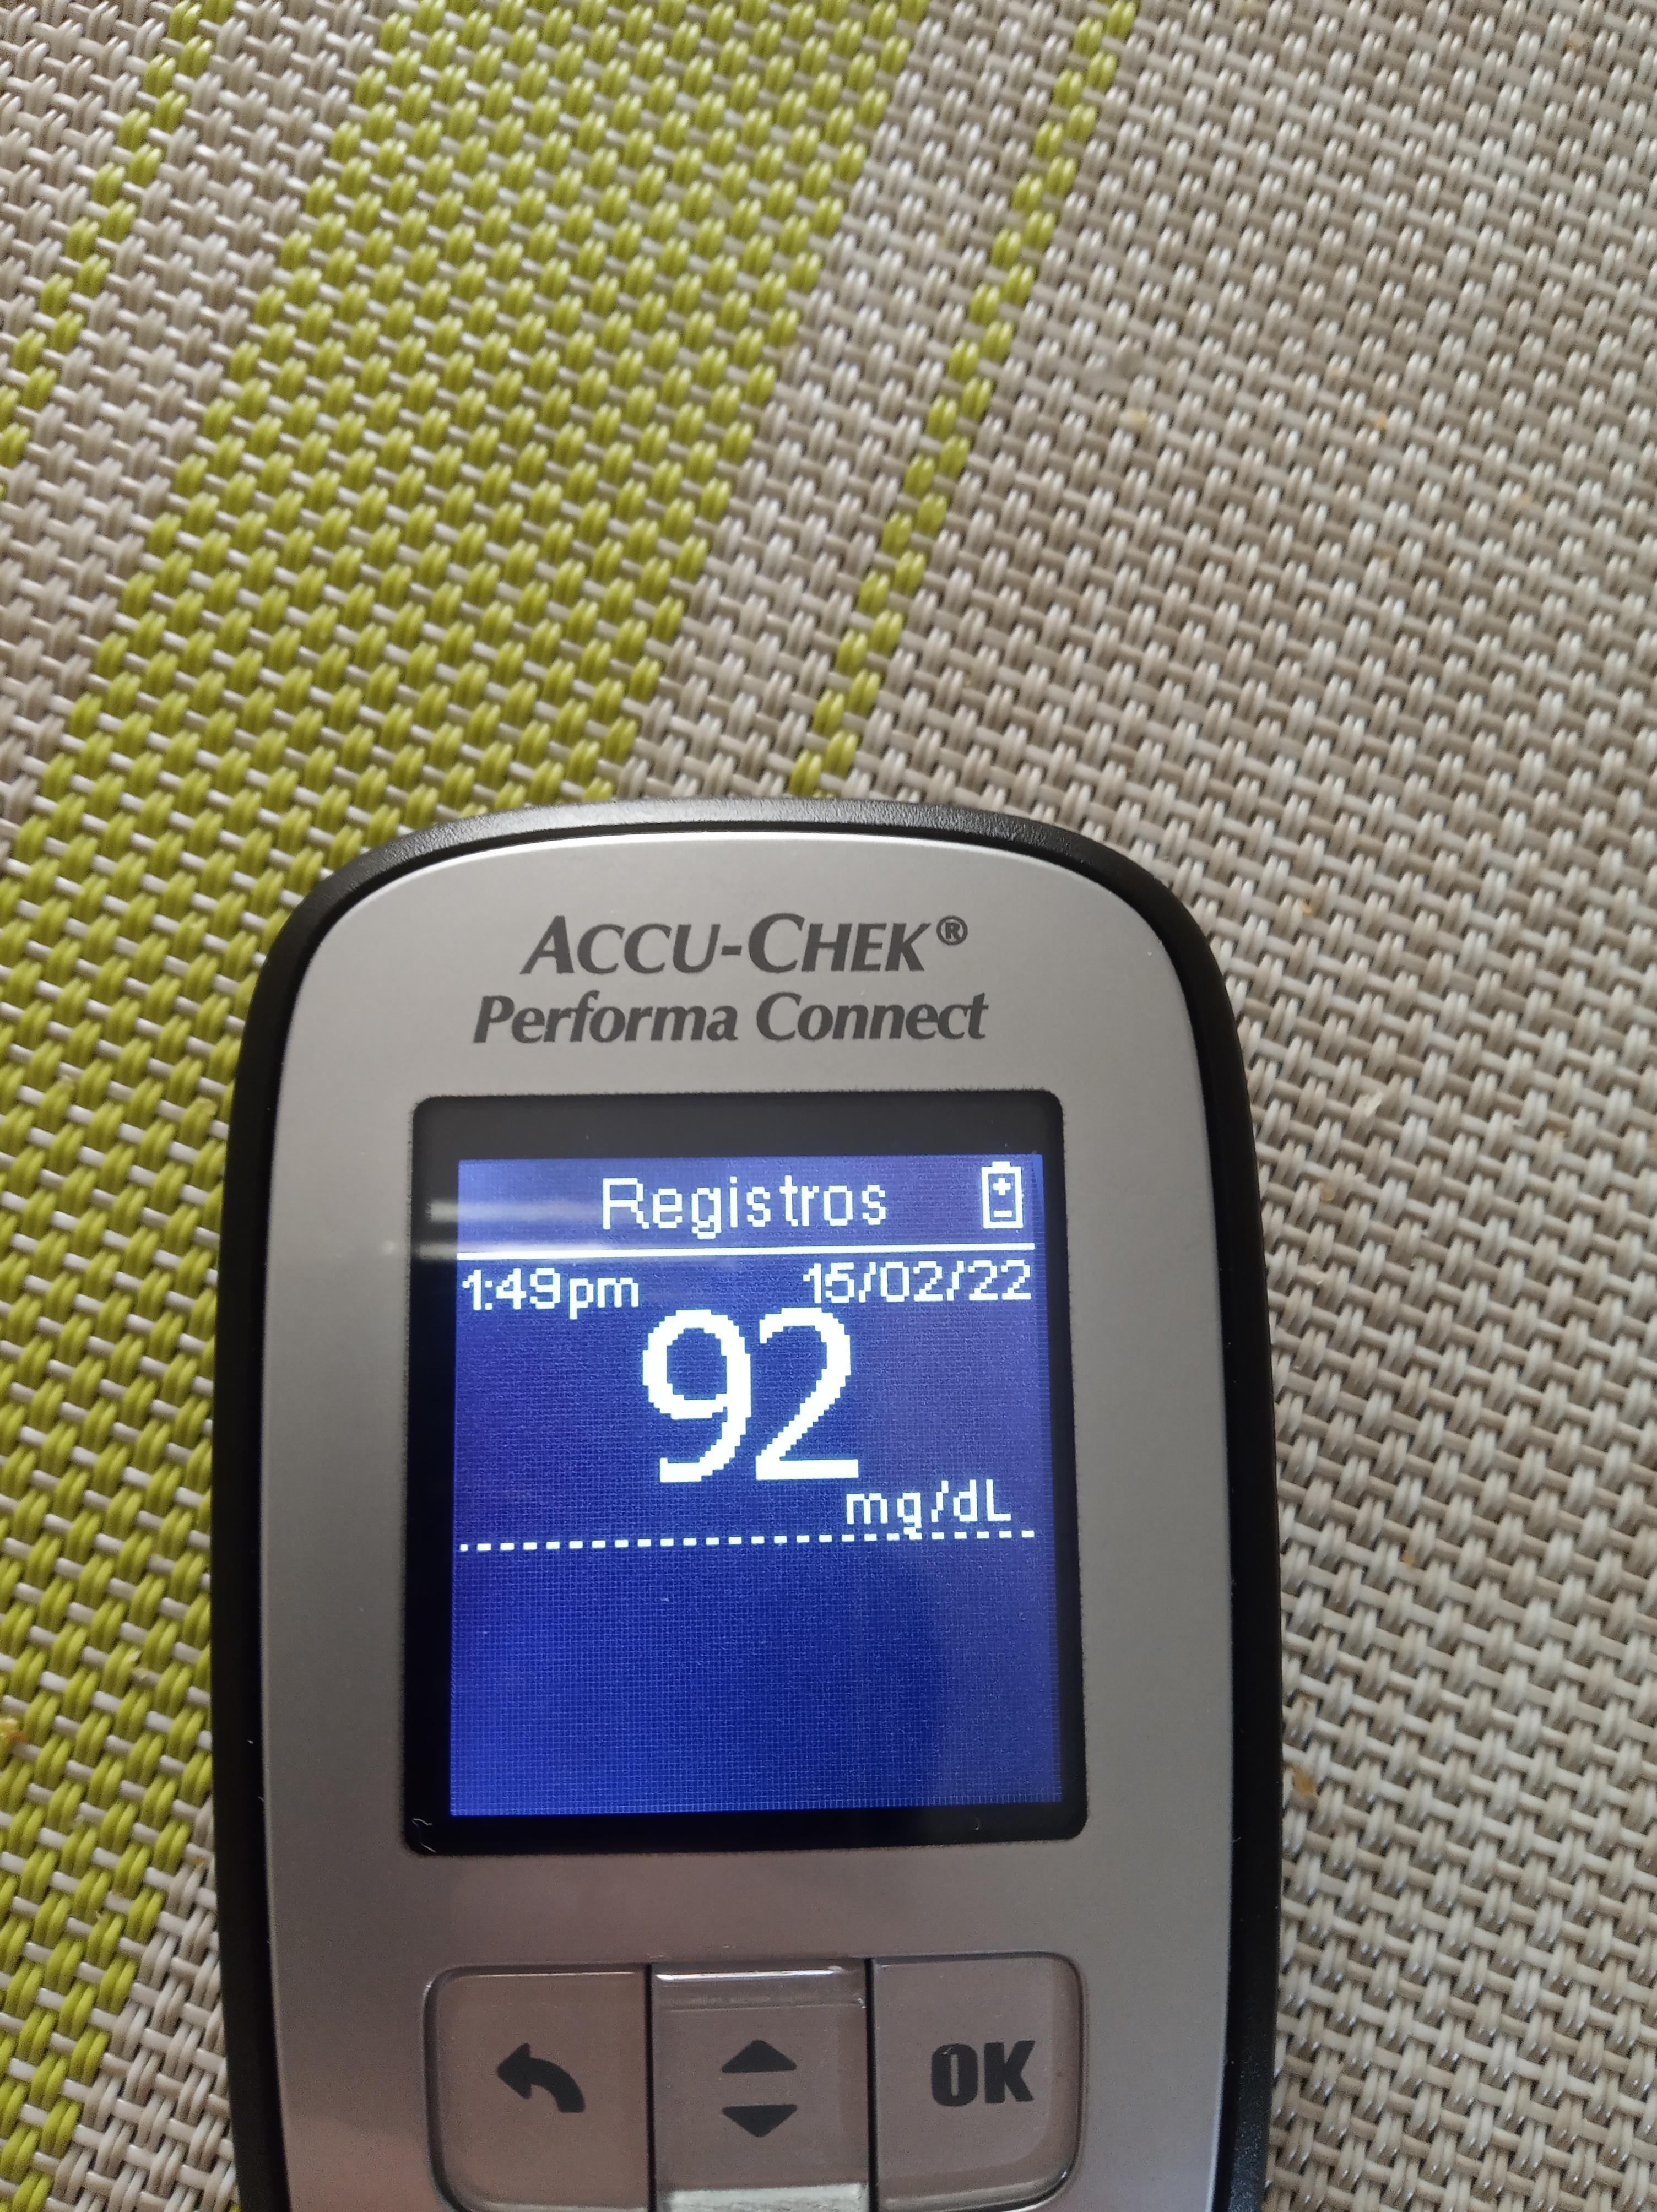 ACCU-CHEK®
Performa Connect
Registros
1:49pm 15/02/22
92
mg/dL
OK